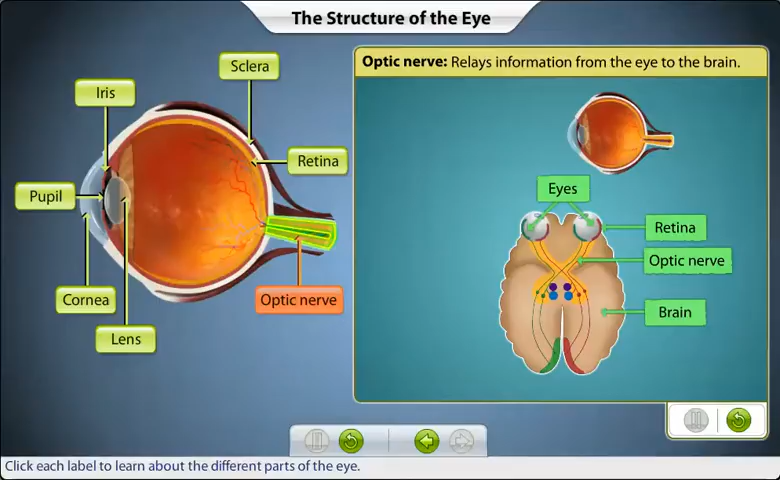 The Structure of the Eye
Sclera
Iris
Retina
Pupil
Cornea
Optic nerve
Lens
Optic nerve: Relays information from the eye to the brain.
Eyes
Retina
Optic nerve
Brain
Click each label to learn about the different parts of the eye.